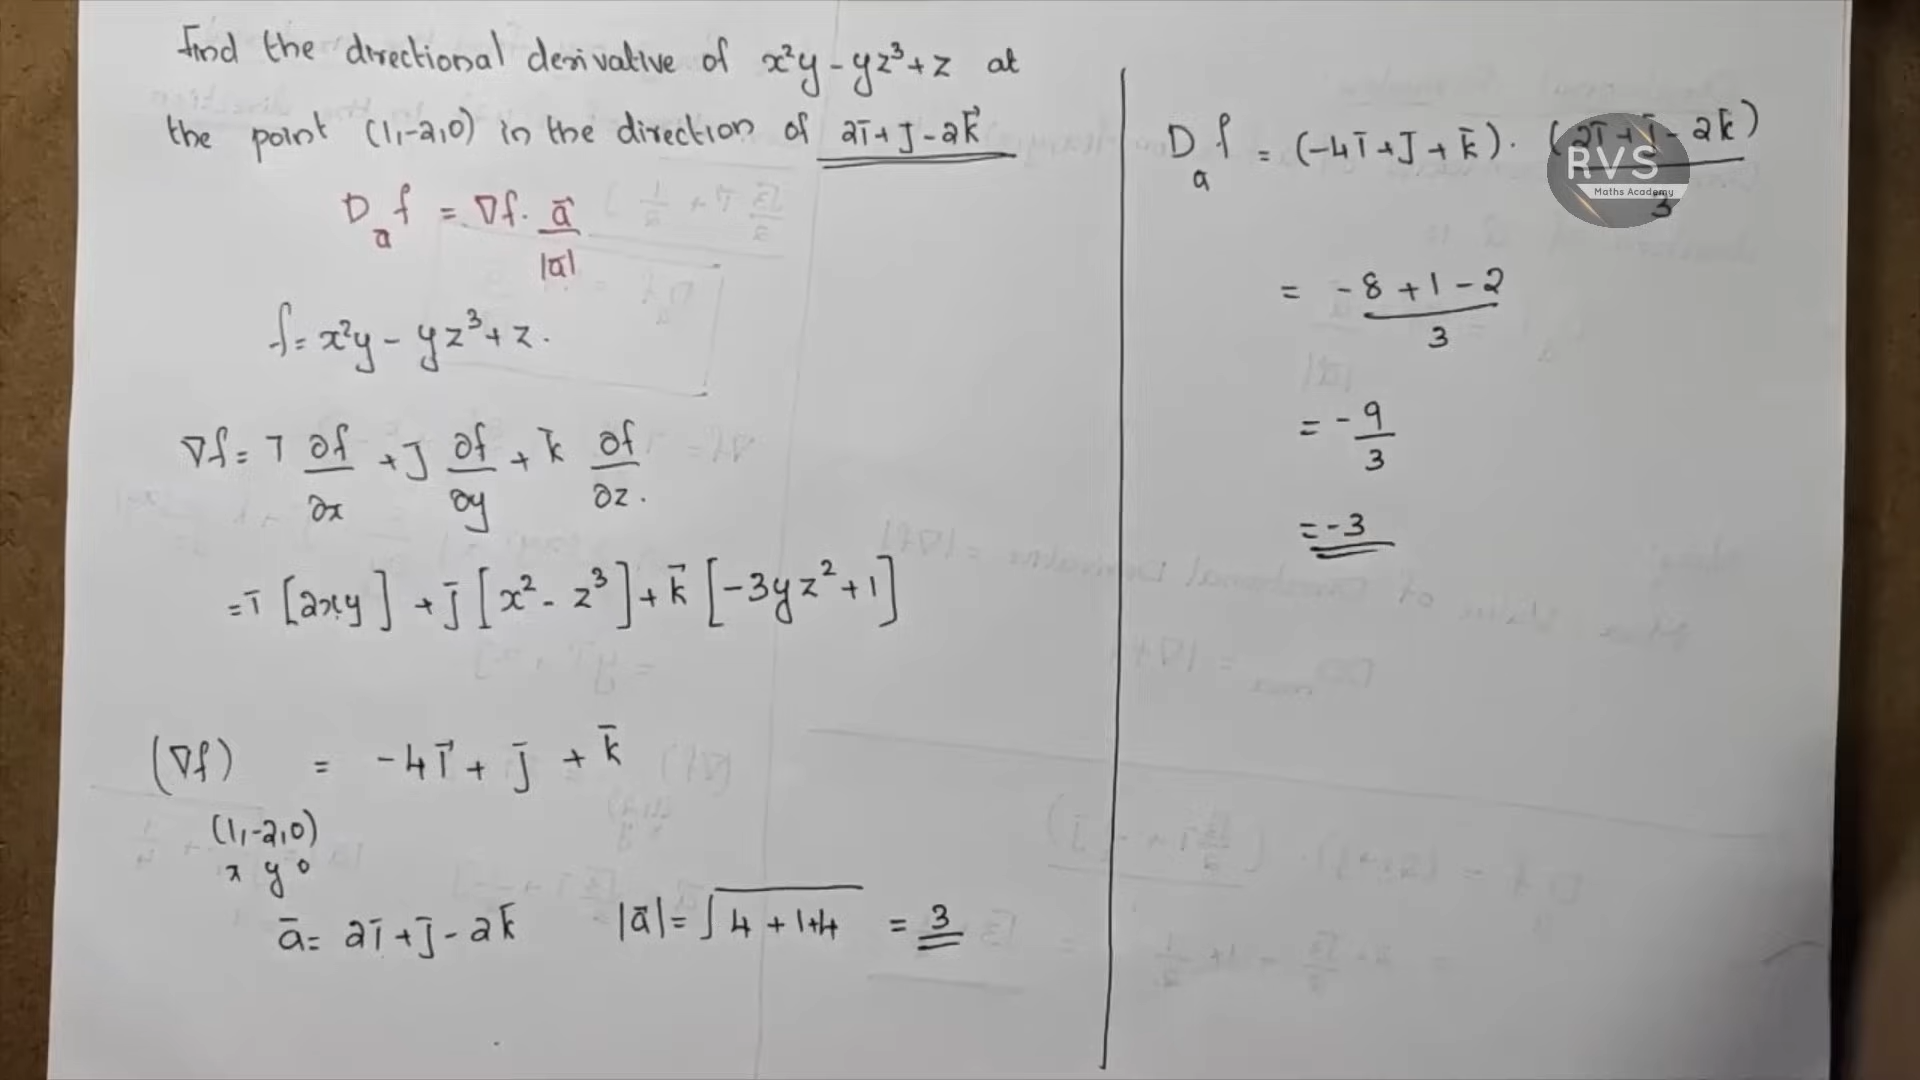 Find the directional derivative of x²y - yz³ + z at
the point (1,-2,0) in the direction of 2i̅ + j̅ - 2k̅
D_a̅ f = ∇f · a̅/|a̅|
f = x²y - yz³ + z.
∇f = i̅ ∂f/∂x + j̅ ∂f/∂y + k̅ ∂f/∂z.
= i̅ [2xy] + j̅ [x² - z³] + k̅ [-3yz² + 1]
(∇f) = -4i̅ + j̅ + k̅
(1,-2,0)
x y 0
a̅ = 2i̅ + j̅ - 2k̅ |a̅| = √4+1+4 = 3
D_a f = (-4i̅ + j̅ + k̅) · (2i̅ + j̅ - 2k̅)/3
= -8+1-2/3
= -9/3
= -3
RVS
Maths Academy